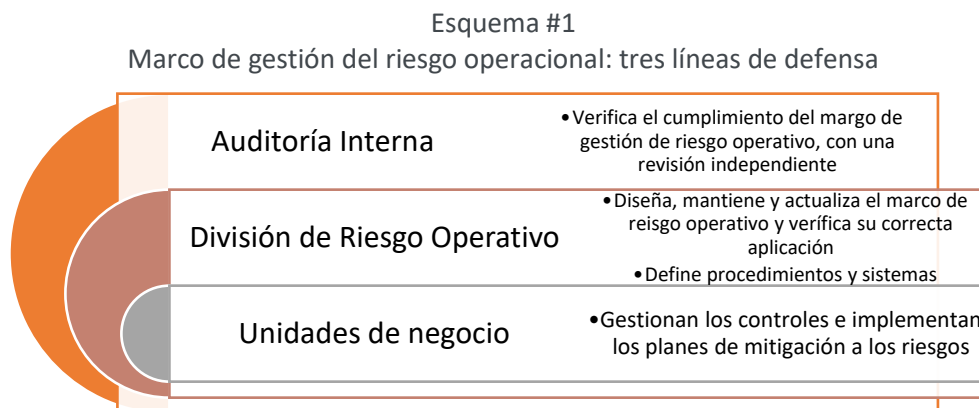 Esquema #1
Marco de gestión del riesgo operacional: tres líneas de defensa
Auditoría Interna
•Verifica el cumplimiento del margo de
gestión de riesgo operativo, con una
revisión independiente
División de Riesgo Operativo
•Diseña, mantiene y actualiza el marco de
reisgo operativo y verífica su correcta
aplicación
•Define procedimientos y sistemas
Unidades de negocio
•Gestionan los controles e implementan
los planes de mitigación a los riesgos